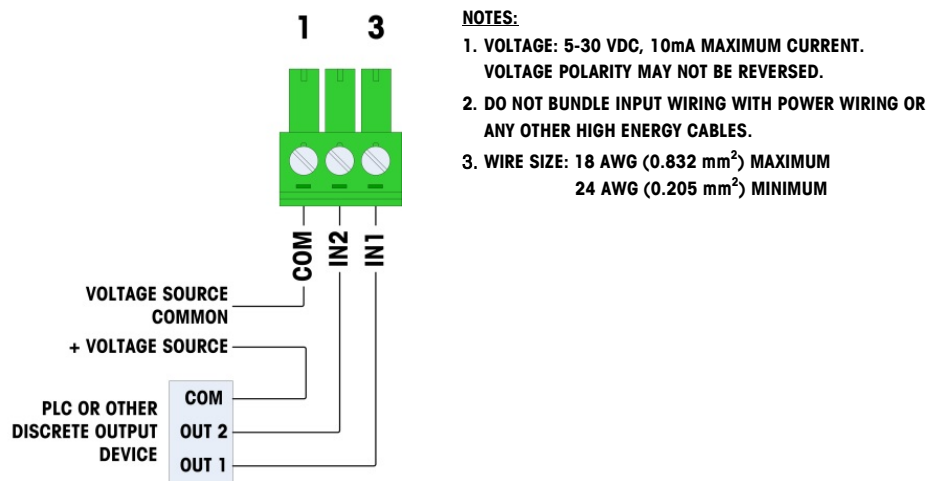 1 3
COM
IN2
IN1
VOLTAGE SOURCE
COMMON
+ VOLTAGE SOURCE
PLC OR OTHER
DISCRETE OUTPUT
DEVICE
COM
OUT 2
OUT 1
NOTES:
1. VOLTAGE: 5-30 VDC, 10mA MAXIMUM CURRENT.
VOLTAGE POLARITY MAY NOT BE REVERSED.
2. DO NOT BUNDLE INPUT WIRING WITH POWER WIRING OR
ANY OTHER HIGH ENERGY CABLES.
3. WIRE SIZE: 18 AWG (0.832 mm²) MAXIMUM
24 AWG (0.205 mm²) MINIMUM